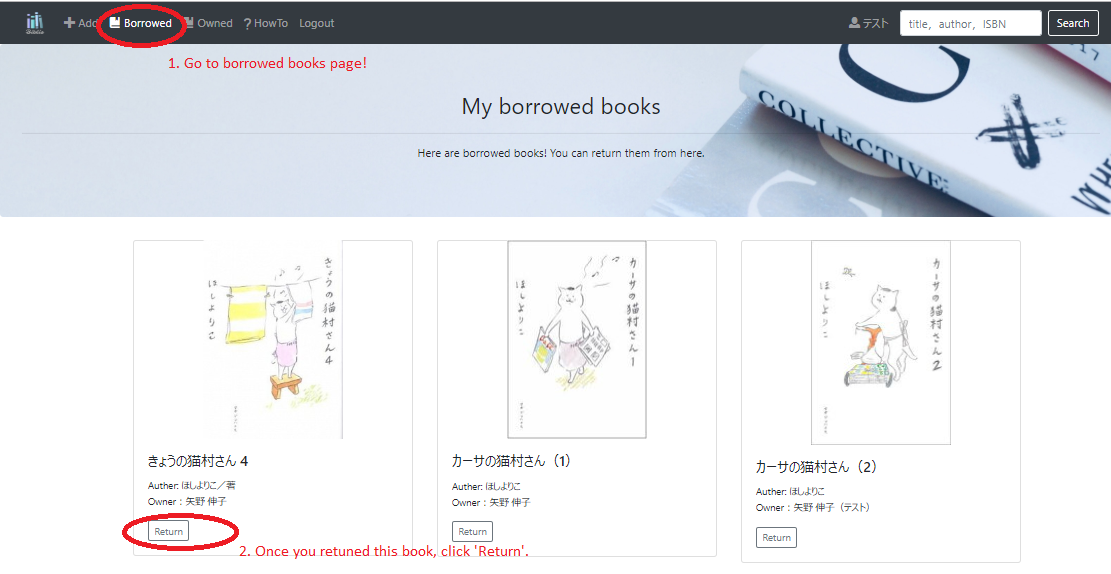 Add Borrowed Owned ? HowTo Logout テスト title, author, ISBN Search
1. Go to borrowed books page!
My borrowed books
Here are borrowed books! You can return them from here.
COLLECTIVE
きょうの猫村さん 4
ほしよりこ
カーサの猫村さん 1
ほしよりこ
カーサの猫村さん 2
ほしよりこ
きょうの猫村さん 4
Auther: ほしよりこ／著
Owner : 矢野 伸子
Return
カーサの猫村さん（1）
Auther: ほしよりこ
Owner : 矢野 伸子
Return
カーサの猫村さん（2）
Auther: ほしよりこ
Owner : 矢野 伸子（テスト）
Return
2. Once you retuned this book, click 'Return'.